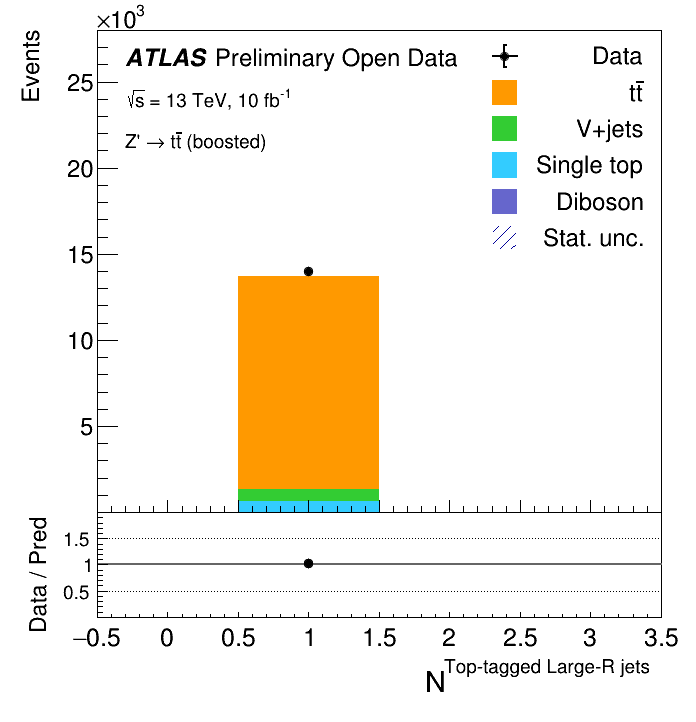 ×10³
Events
25
20
15
10
5
ATLAS Preliminary Open Data
√s = 13 TeV, 10 fb⁻¹
Z' → tt̄ (boosted)
Data
tt̄
V+jets
Single top
Diboson
Stat. unc.
Data / Pred
1.5
1
0.5
−0.5 0 0.5 1 1.5 2 2.5 3 3.5
N^Top-tagged Large-R jets